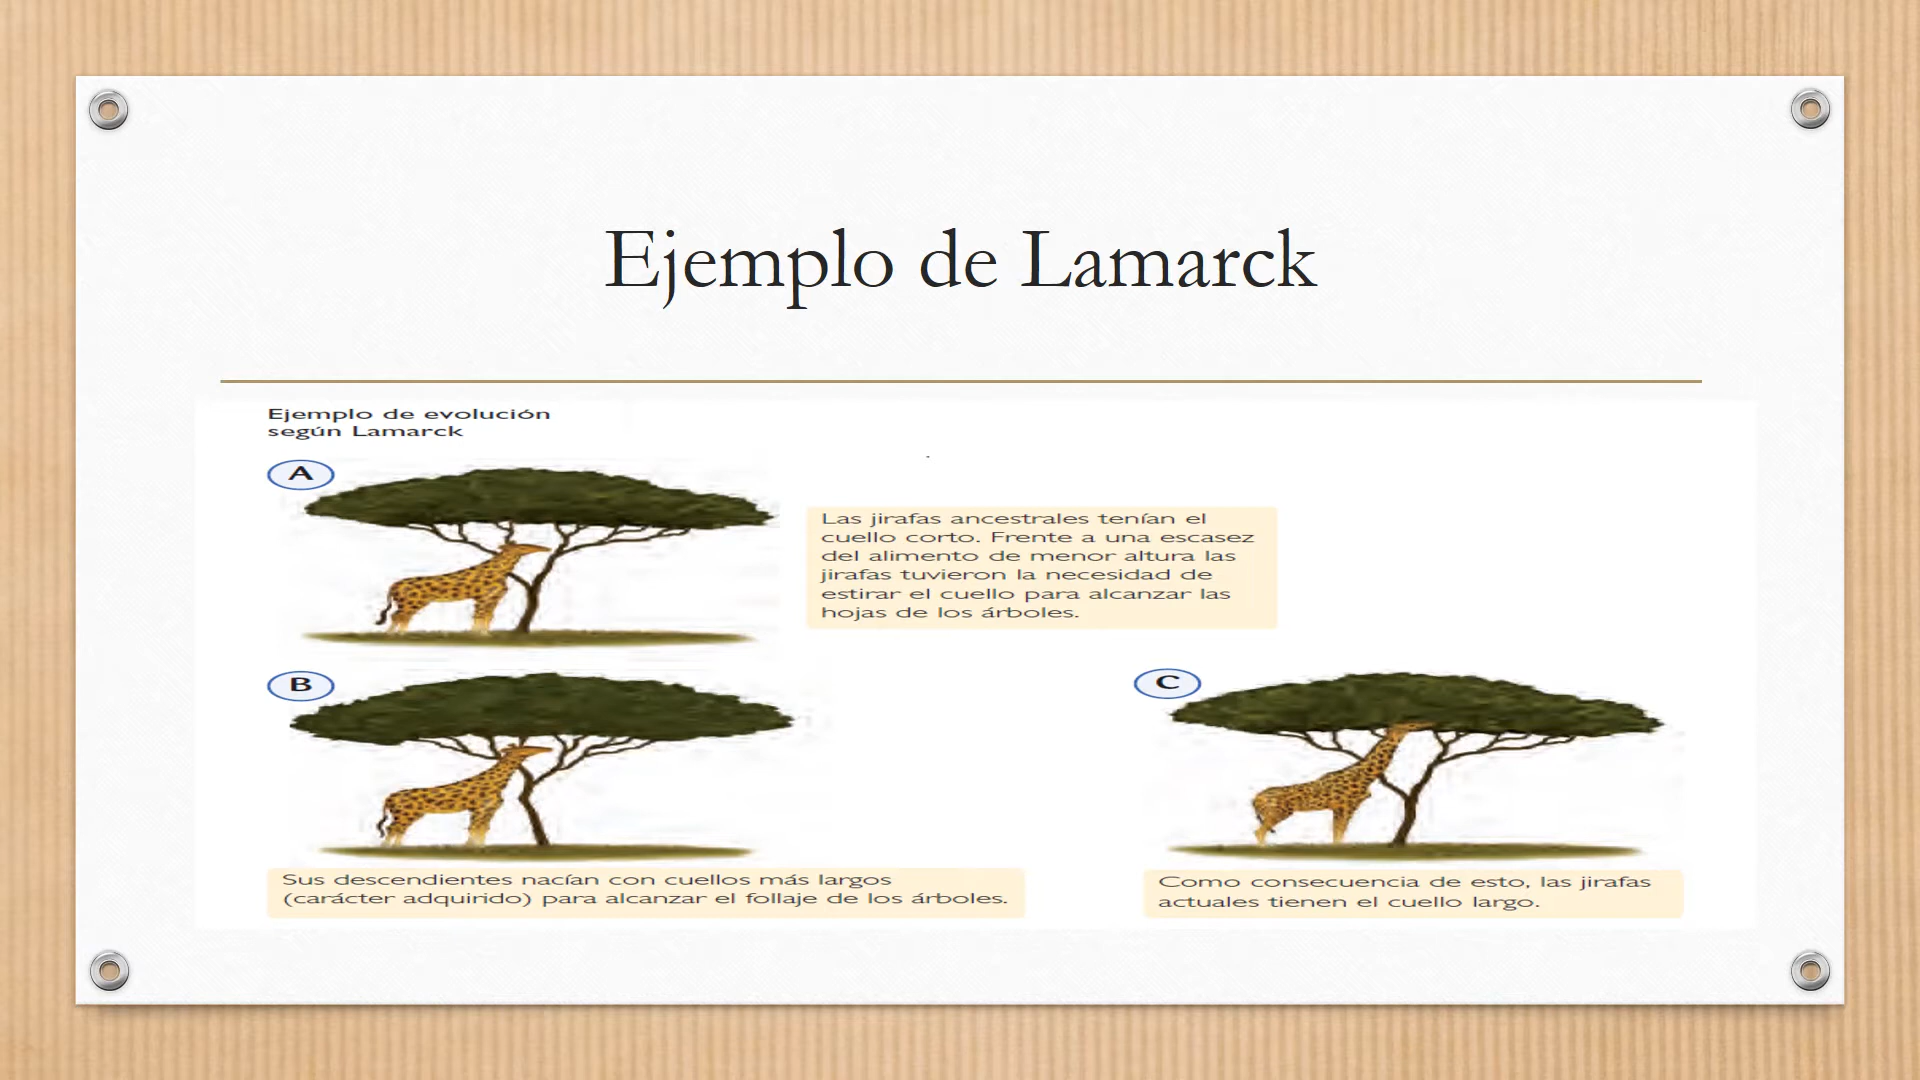 Ejemplo de Lamarck
Ejemplo de evolución
según Lamarck
A
Las jirafas ancestrales tenían el
cuello corto. Frente a una escasez
del alimento de menor altura las
jirafas tuvieron la necesidad de
estirar el cuello para alcanzar las
hojas de los árboles.
B
Sus descendientes nacían con cuellos más largos
(carácter adquirido) para alcanzar el follaje de los árboles.
C
Como consecuencia de esto, las jirafas
actuales tienen el cuello largo.